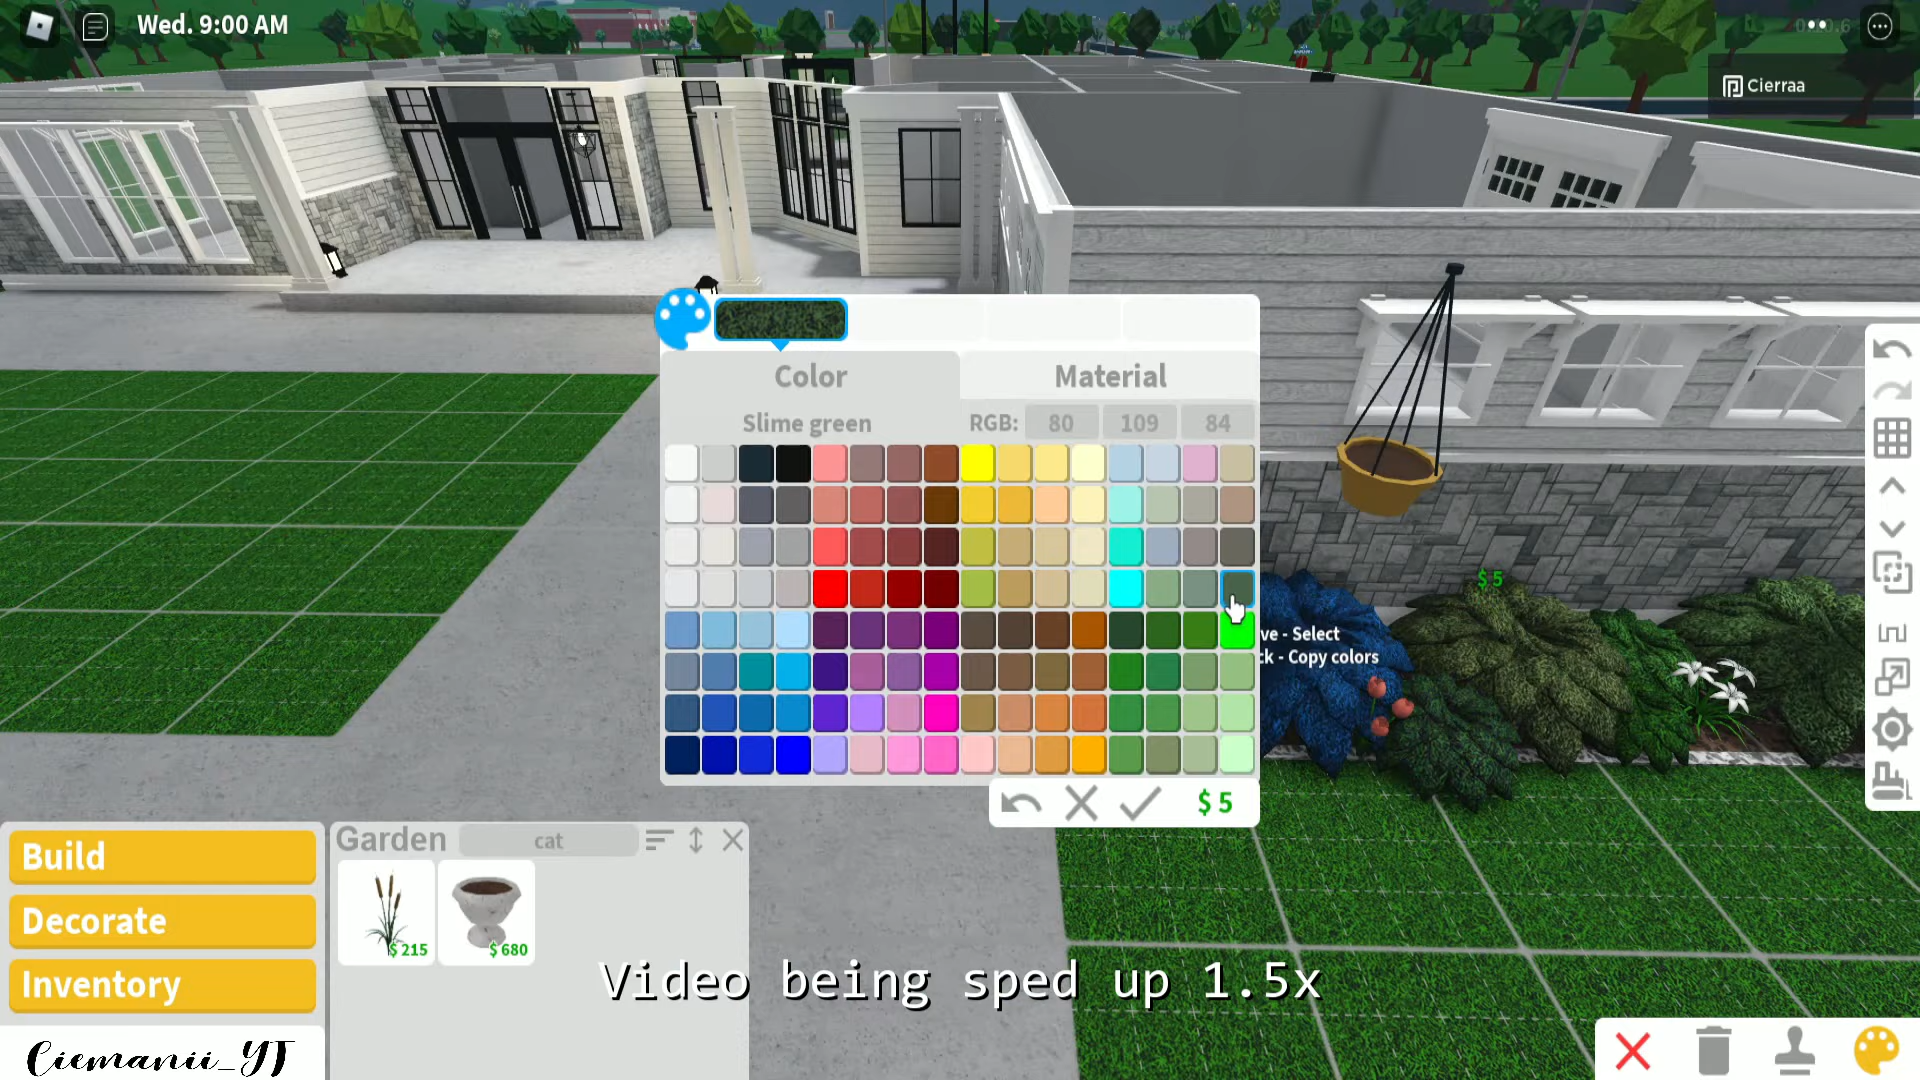 Wed. 9:00 AM
Cierraa
Color
Material
Slime green
RGB: 80 109 84
$ 5
ve - Select
ck - Copy colors
$ 5
Build
Decorate
Inventory
Garden
cat
$ 215
$ 680
Video being sped up 1.5x
Ciemanii_YT